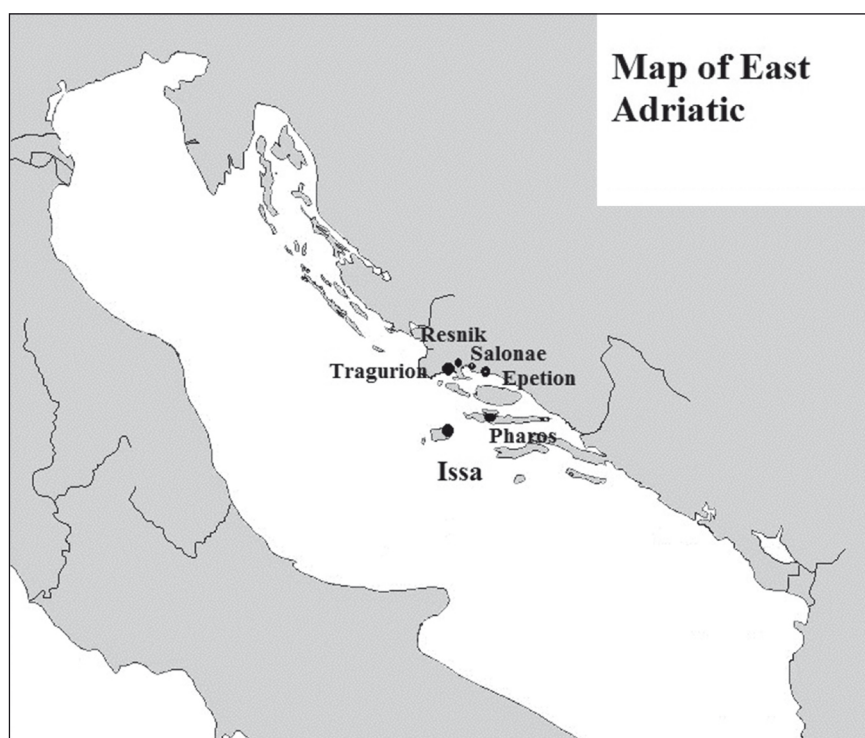 Map of East
Adriatic
Resnik
Salonae
Tragurion
Epetion
Pharos
Issa